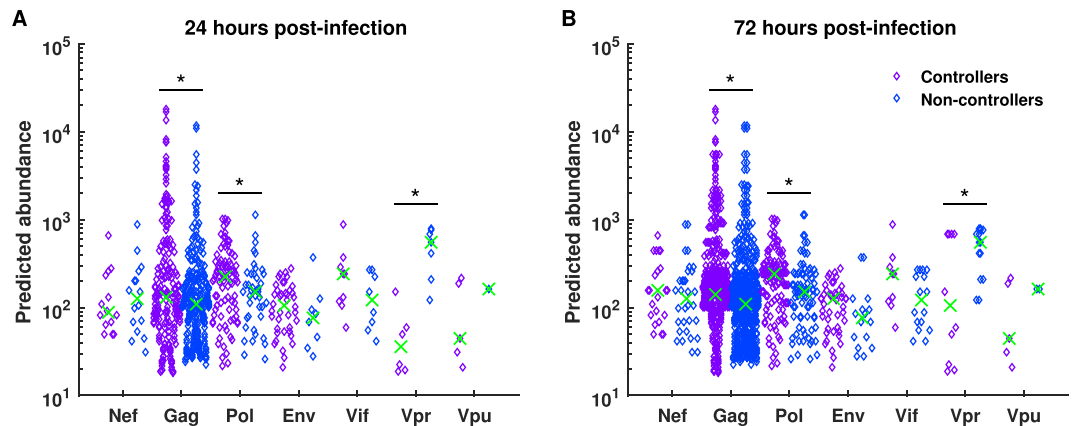 A
24 hours post-infection
Predicted abundance
10^5
10^4
10^3
10^2
10^1
*
*
*
Nef Gag Pol Env Vif Vpr Vpu
B
72 hours post-infection
Predicted abundance
10^5
10^4
10^3
10^2
10^1
*
*
*
Controllers
Non-controllers
Nef Gag Pol Env Vif Vpr Vpu